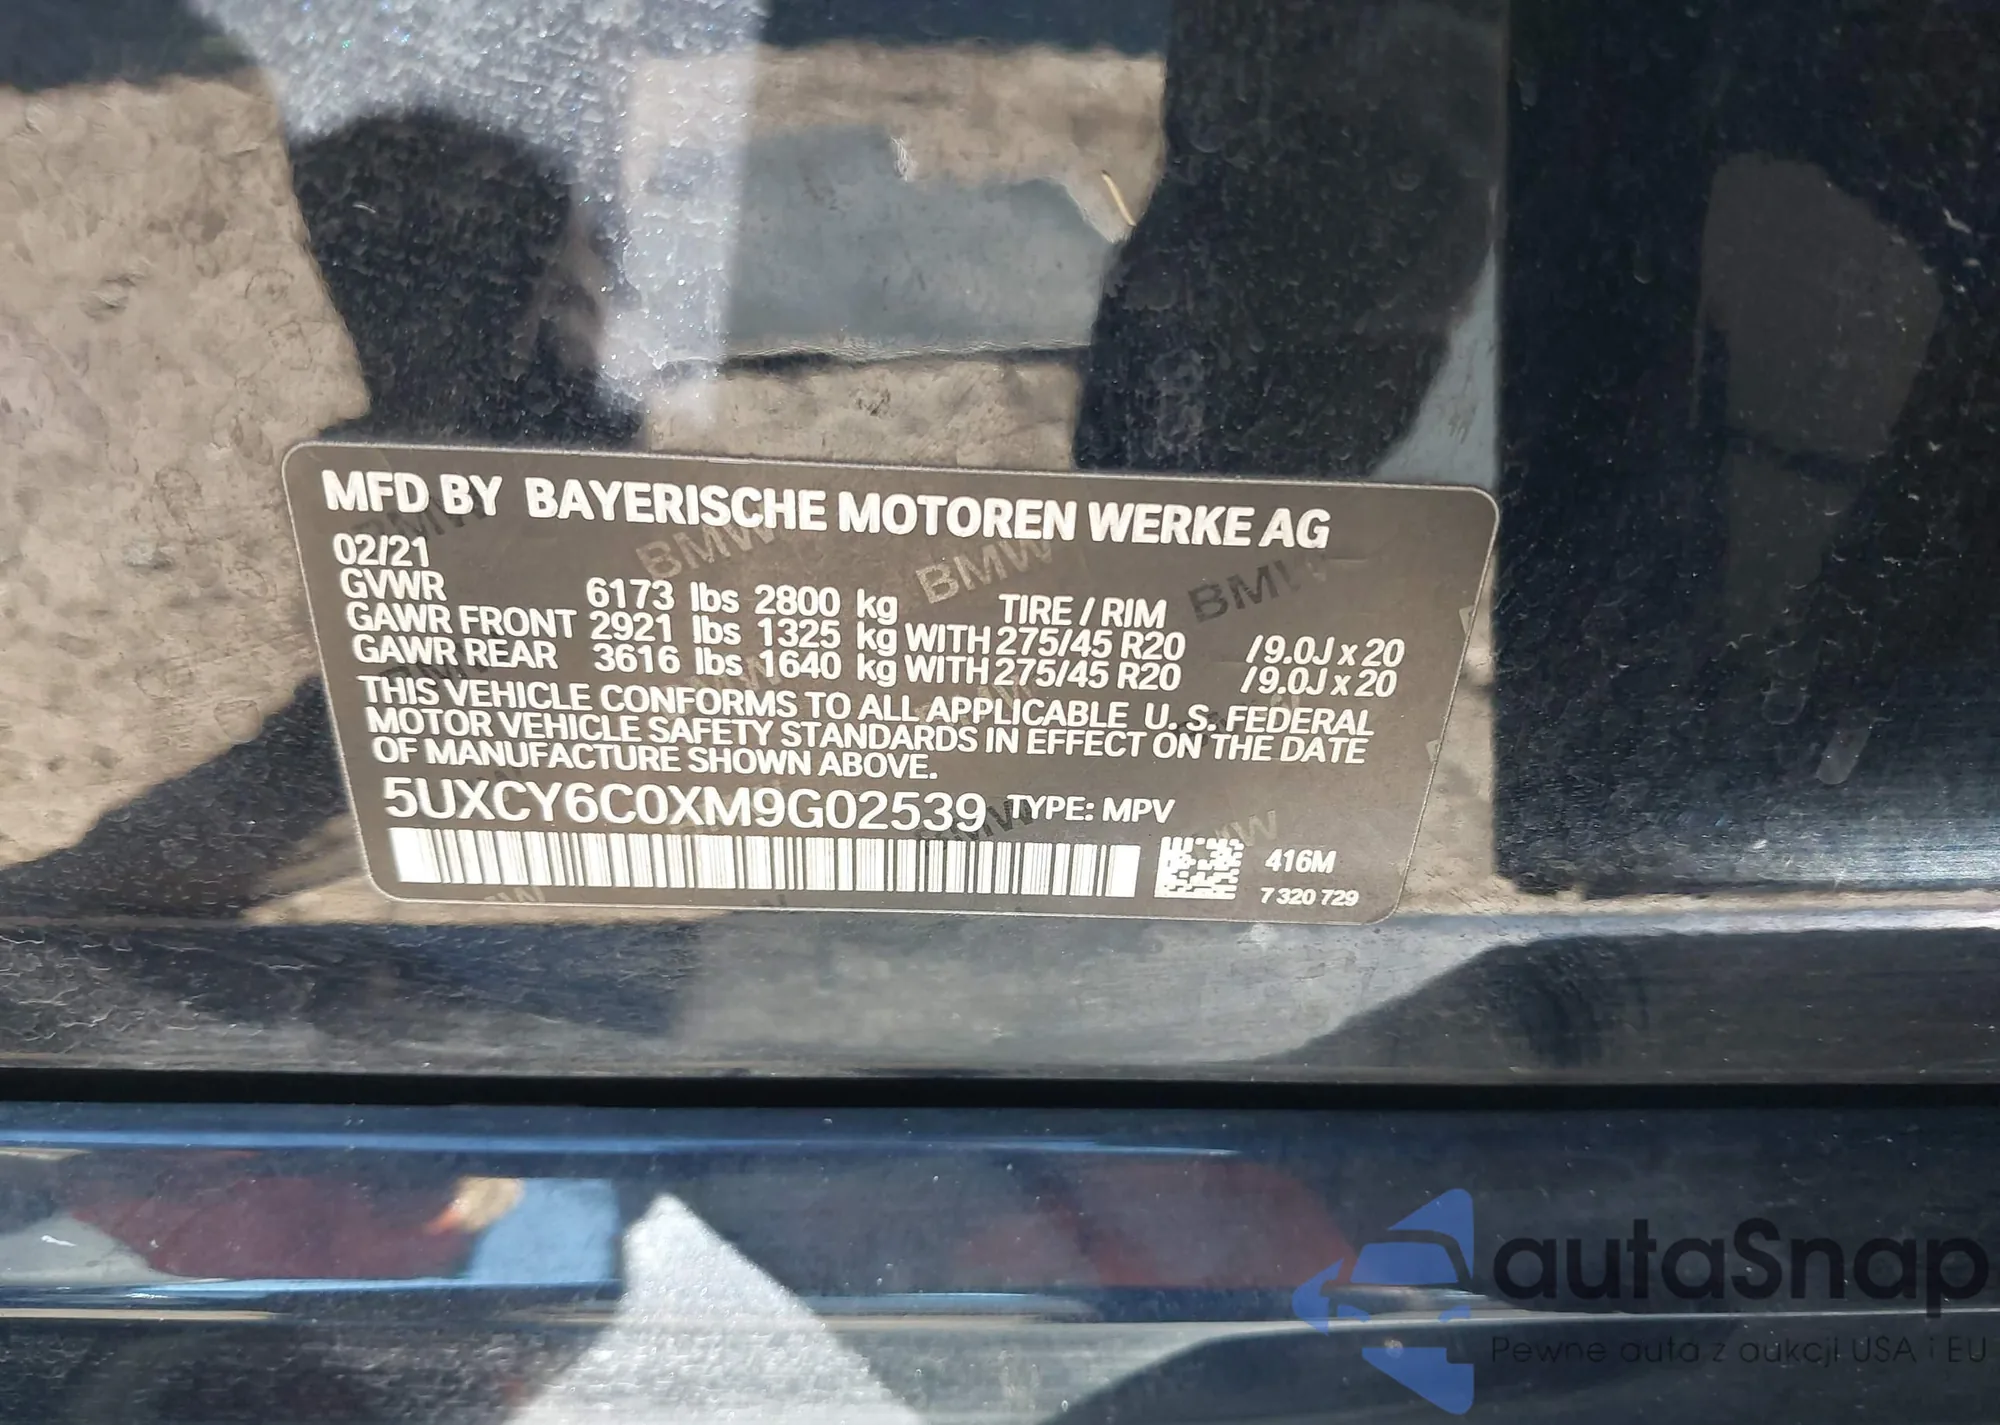 MFD BY BAYERISCHE MOTOREN WERKE AG
02/21
GVWR 6173 lbs 2800 kg TIRE / RIM
GAWR FRONT 2921 lbs 1325 kg WITH 275/45 R20 /9.0J x 20
GAWR REAR 3616 lbs 1640 kg WITH 275/45 R20 /9.0J x 20
THIS VEHICLE CONFORMS TO ALL APPLICABLE U. S. FEDERAL
MOTOR VEHICLE SAFETY STANDARDS IN EFFECT ON THE DATE
OF MANUFACTURE SHOWN ABOVE.
5UXCY6C0XM9G02539 TYPE: MPV
416M
7 320 729
autaSnap
Pewne auta z aukcji USA i EU